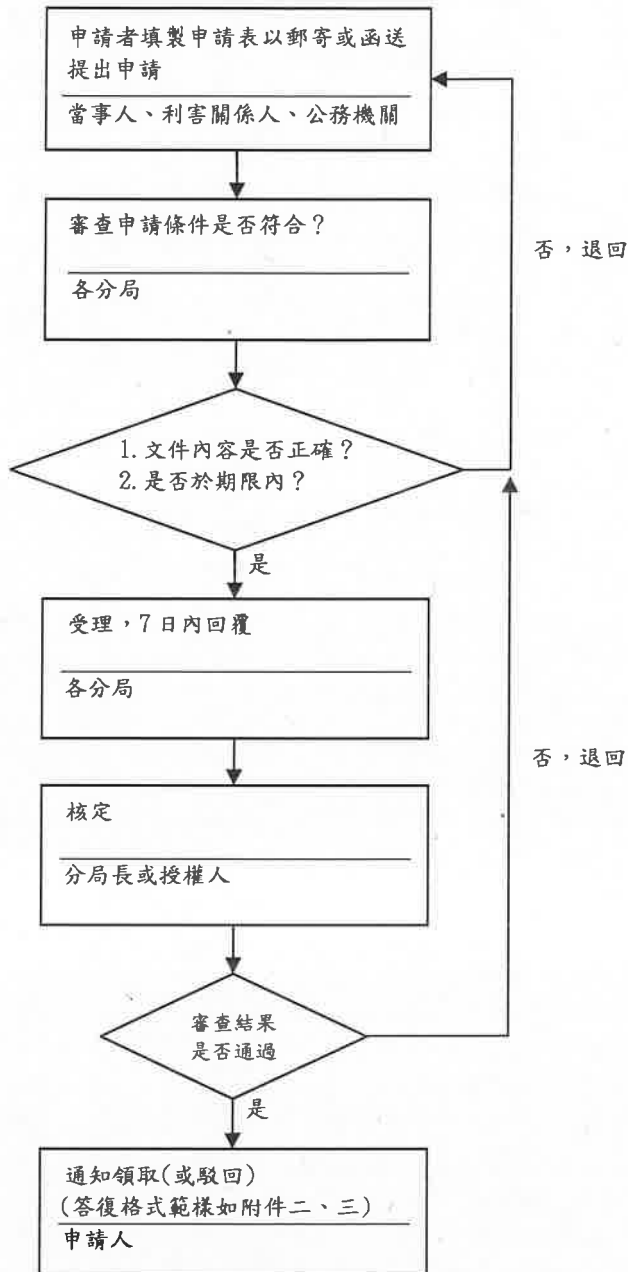 申請者填製申請表以郵寄或函送
提出申請
當事人、利害關係人、公務機關
審查申請條件是否符合？
各分局
否，退回
1.文件內容是否正確？
2.是否於期限內？
是
受理，7日內回覆
各分局
否，退回
核定
分局長或授權人
審查結果
是否通過
是
通知領取(或駁回)
(答復格式範樣如附件二、三)
申請人